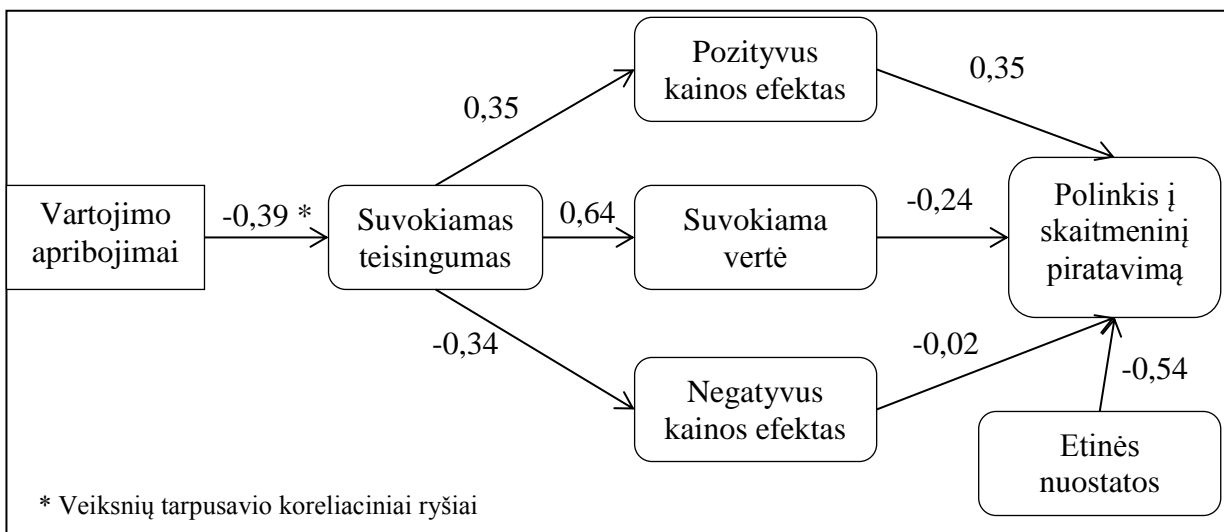 Pozityvus
kainos efektas
0,35
0,35
Vartojimo
apribojimai
-0,39 *
Suvokiamas
teisingumas
0,64
Suvokiama
vertė
-0,24
Polinkis į
skaitmeninį
piratavimą
-0,34
Negatyvus
kainos efektas
-0,02
-0,54
Etinės
nuostatos
* Veiksnių tarpusavio koreliaciniai ryšiai